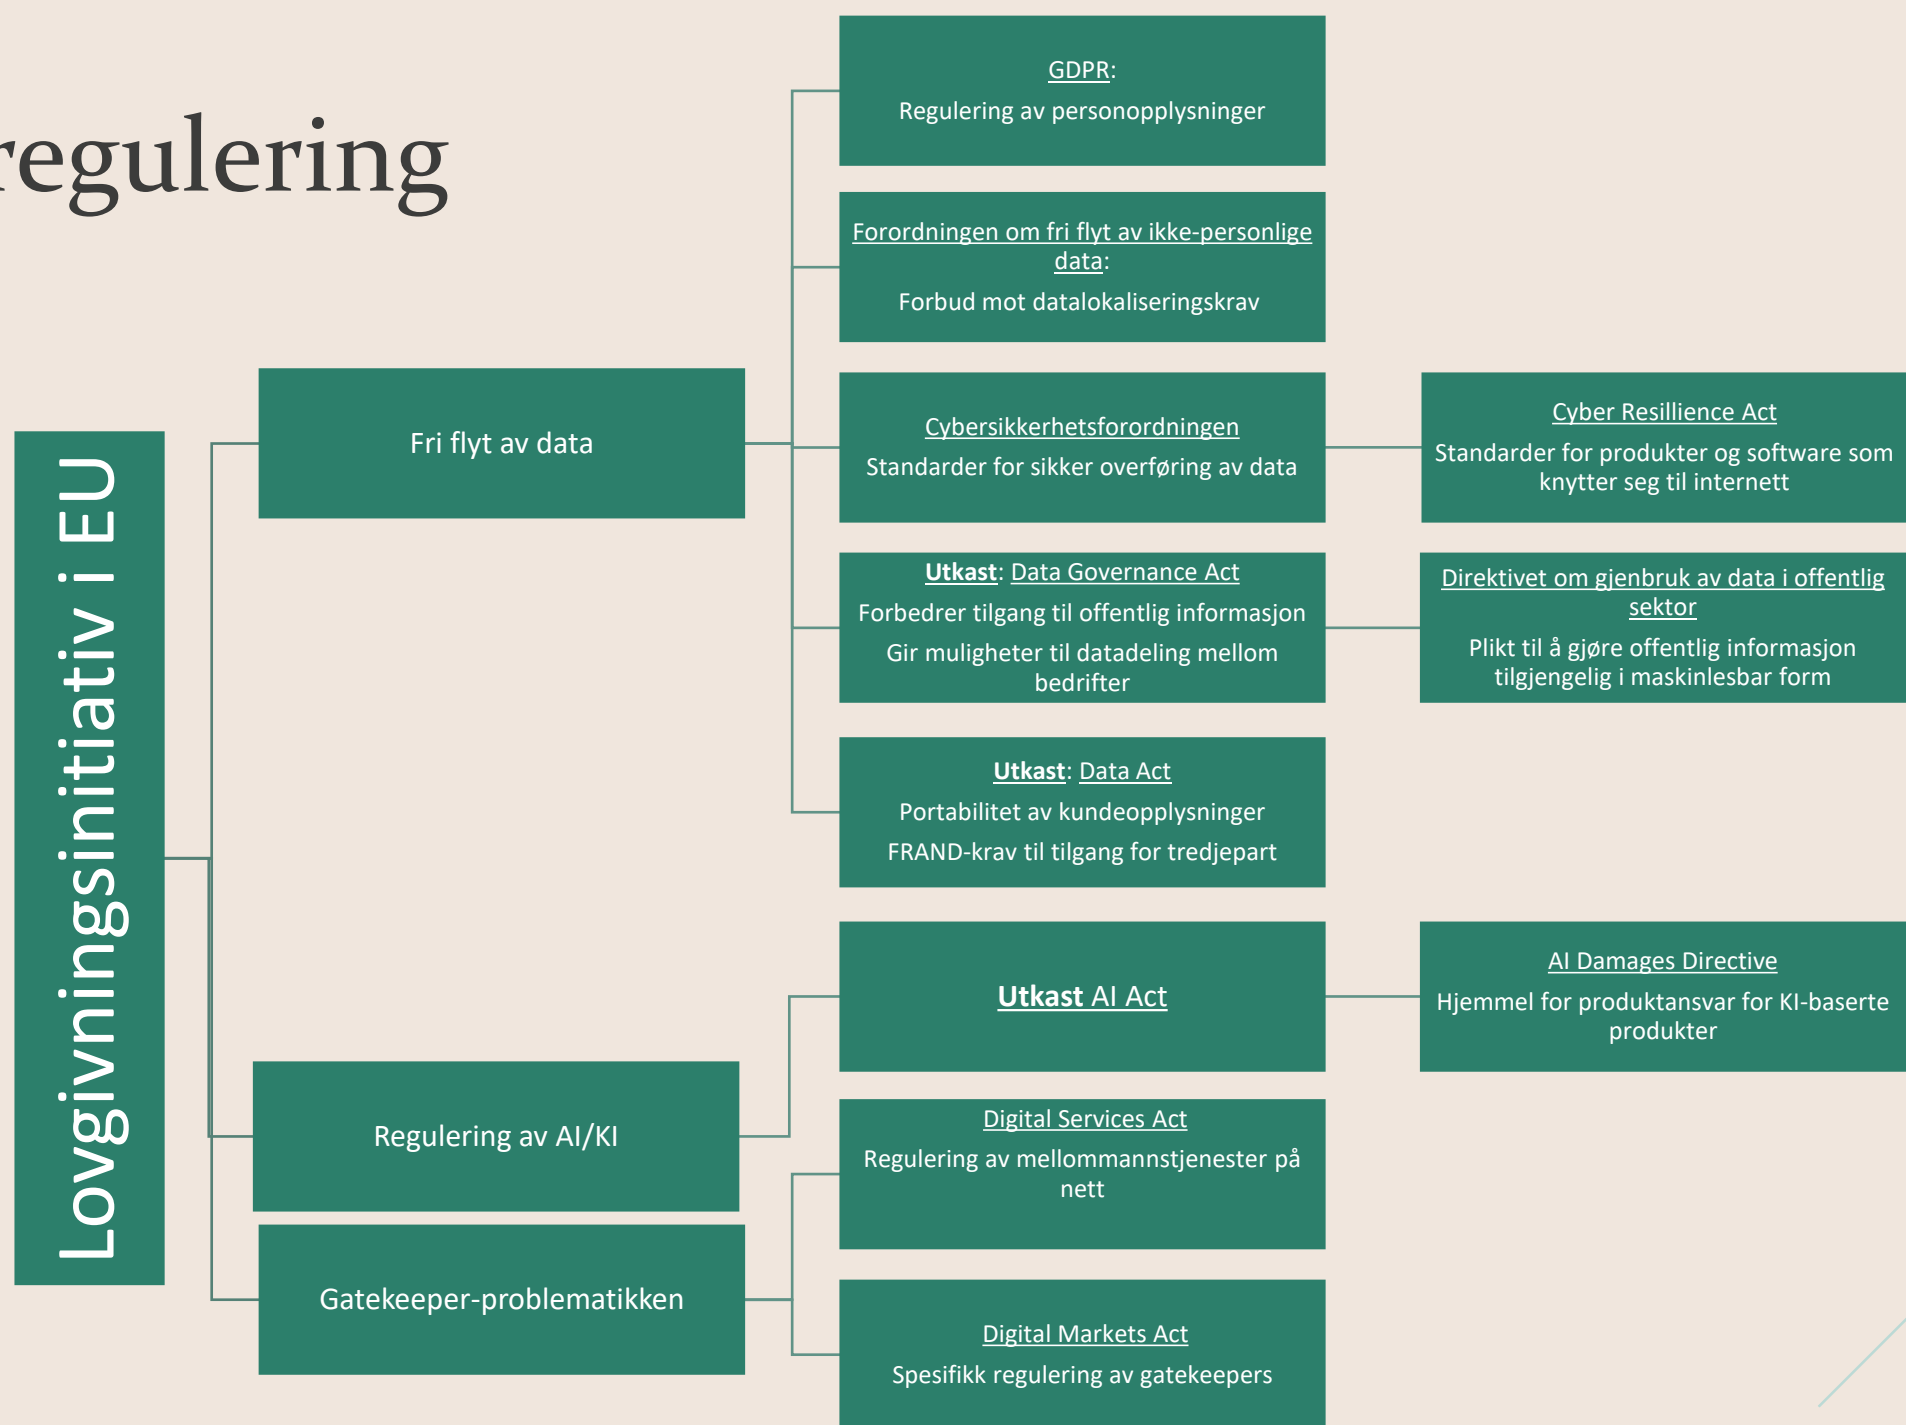 regulering
Lovgivningsinitiativ i EU
Fri flyt av data
GDPR:
Regulering av personopplysninger
Forordningen om fri flyt av ikke-personlige
data:
Forbud mot datalokaliseringskrav
Cybersikkerhetsforordningen
Standarder for sikker overføring av data
Cyber Resillience Act
Standarder for produkter og software som
knytter seg til internett
Utkast: Data Governance Act
Forbedrer tilgang til offentlig informasjon
Gir muligheter til datadeling mellom
bedrifter
Direktivet om gjenbruk av data i offentlig
sektor
Plikt til å gjøre offentlig informasjon
tilgjengelig i maskinlesbar form
Utkast: Data Act
Portabilitet av kundeopplysninger
FRAND-krav til tilgang for tredjepart
Regulering av AI/KI
Utkast AI Act
AI Damages Directive
Hjemmel for produktansvar for KI-baserte
produkter
Gatekeeper-problematikken
Digital Services Act
Regulering av mellommannstjenester på
nett
Digital Markets Act
Spesifikk regulering av gatekeepers